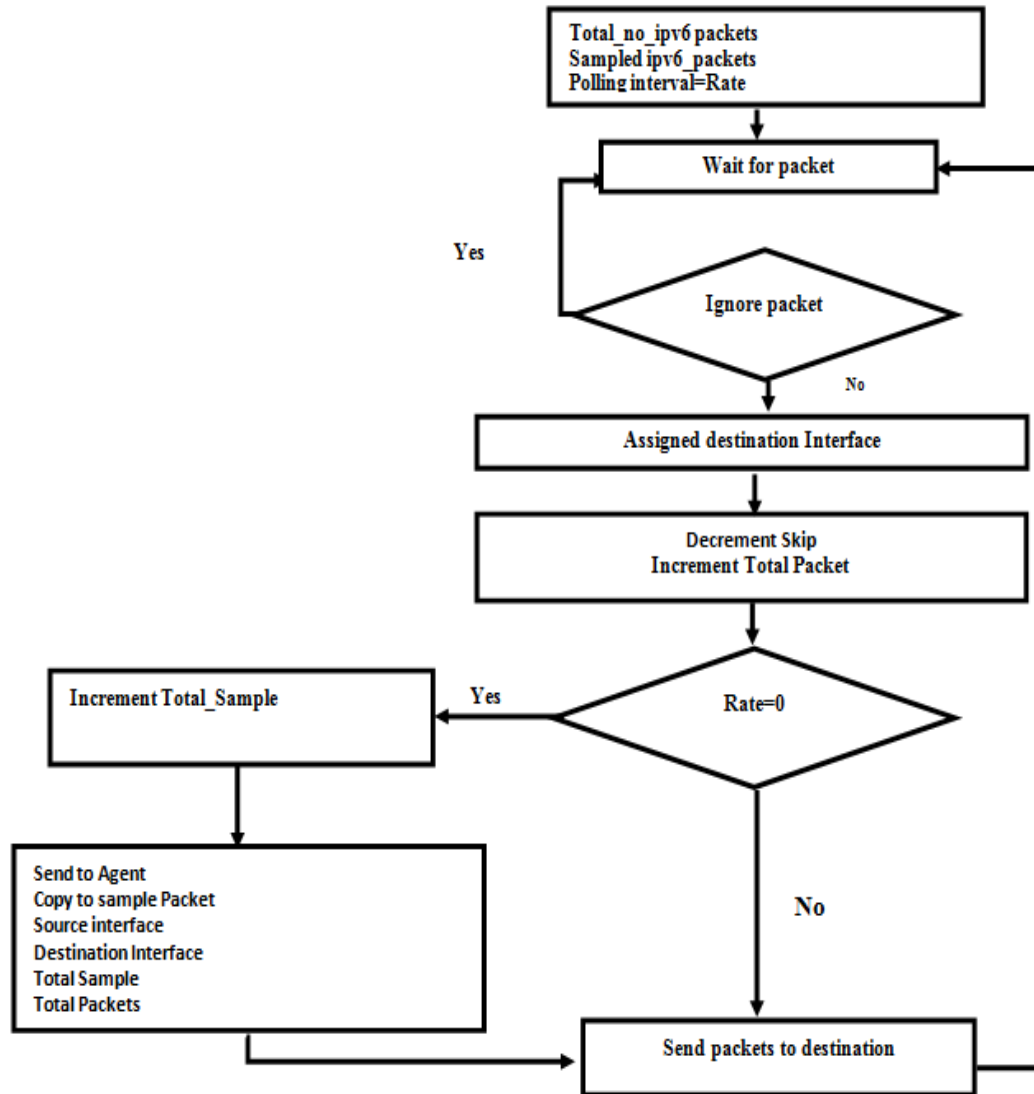 Total_no_ipv6 packets
Sampled ipv6_packets
Polling interval=Rate
Wait for packet
Yes
Ignore packet
No
Assigned destination Interface
Decrement Skip
Increment Total Packet
Increment Total_Sample
Yes
Rate=0
Send to Agent
Copy to sample Packet
Source interface
Destination Interface
Total Sample
Total Packets
No
Send packets to destination